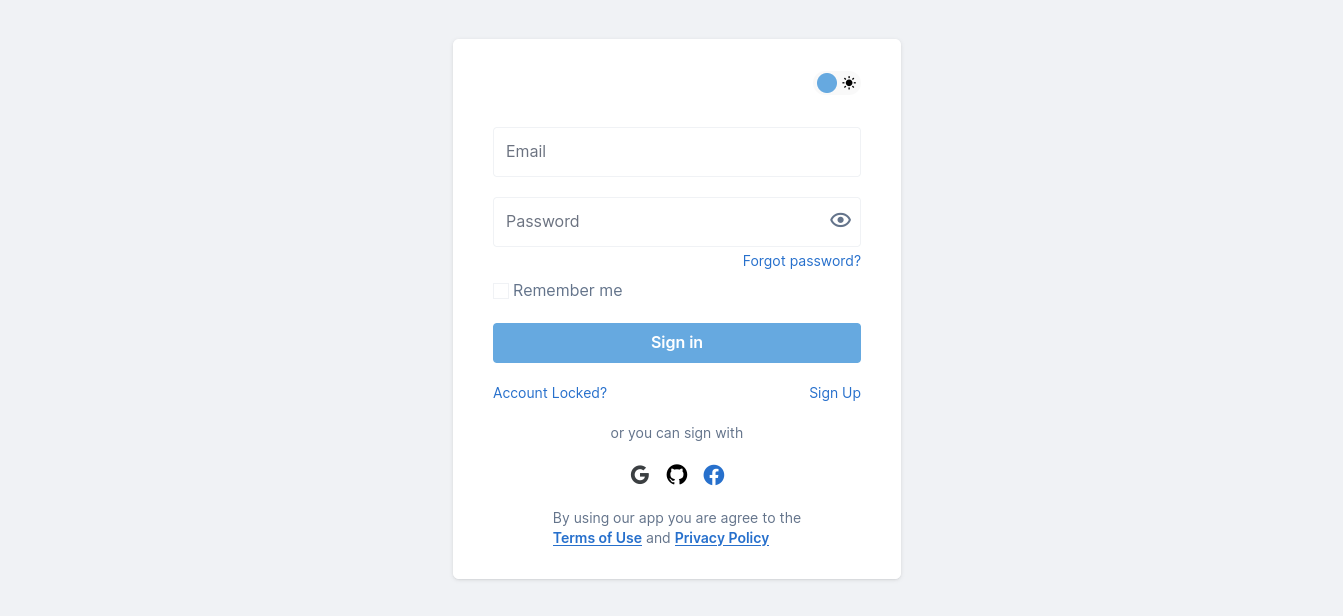 Email
Password
Forgot password?
Remember me
Sign in
Account Locked? Sign Up
or you can sign with
By using our app you are agree to the
Terms of Use and Privacy Policy